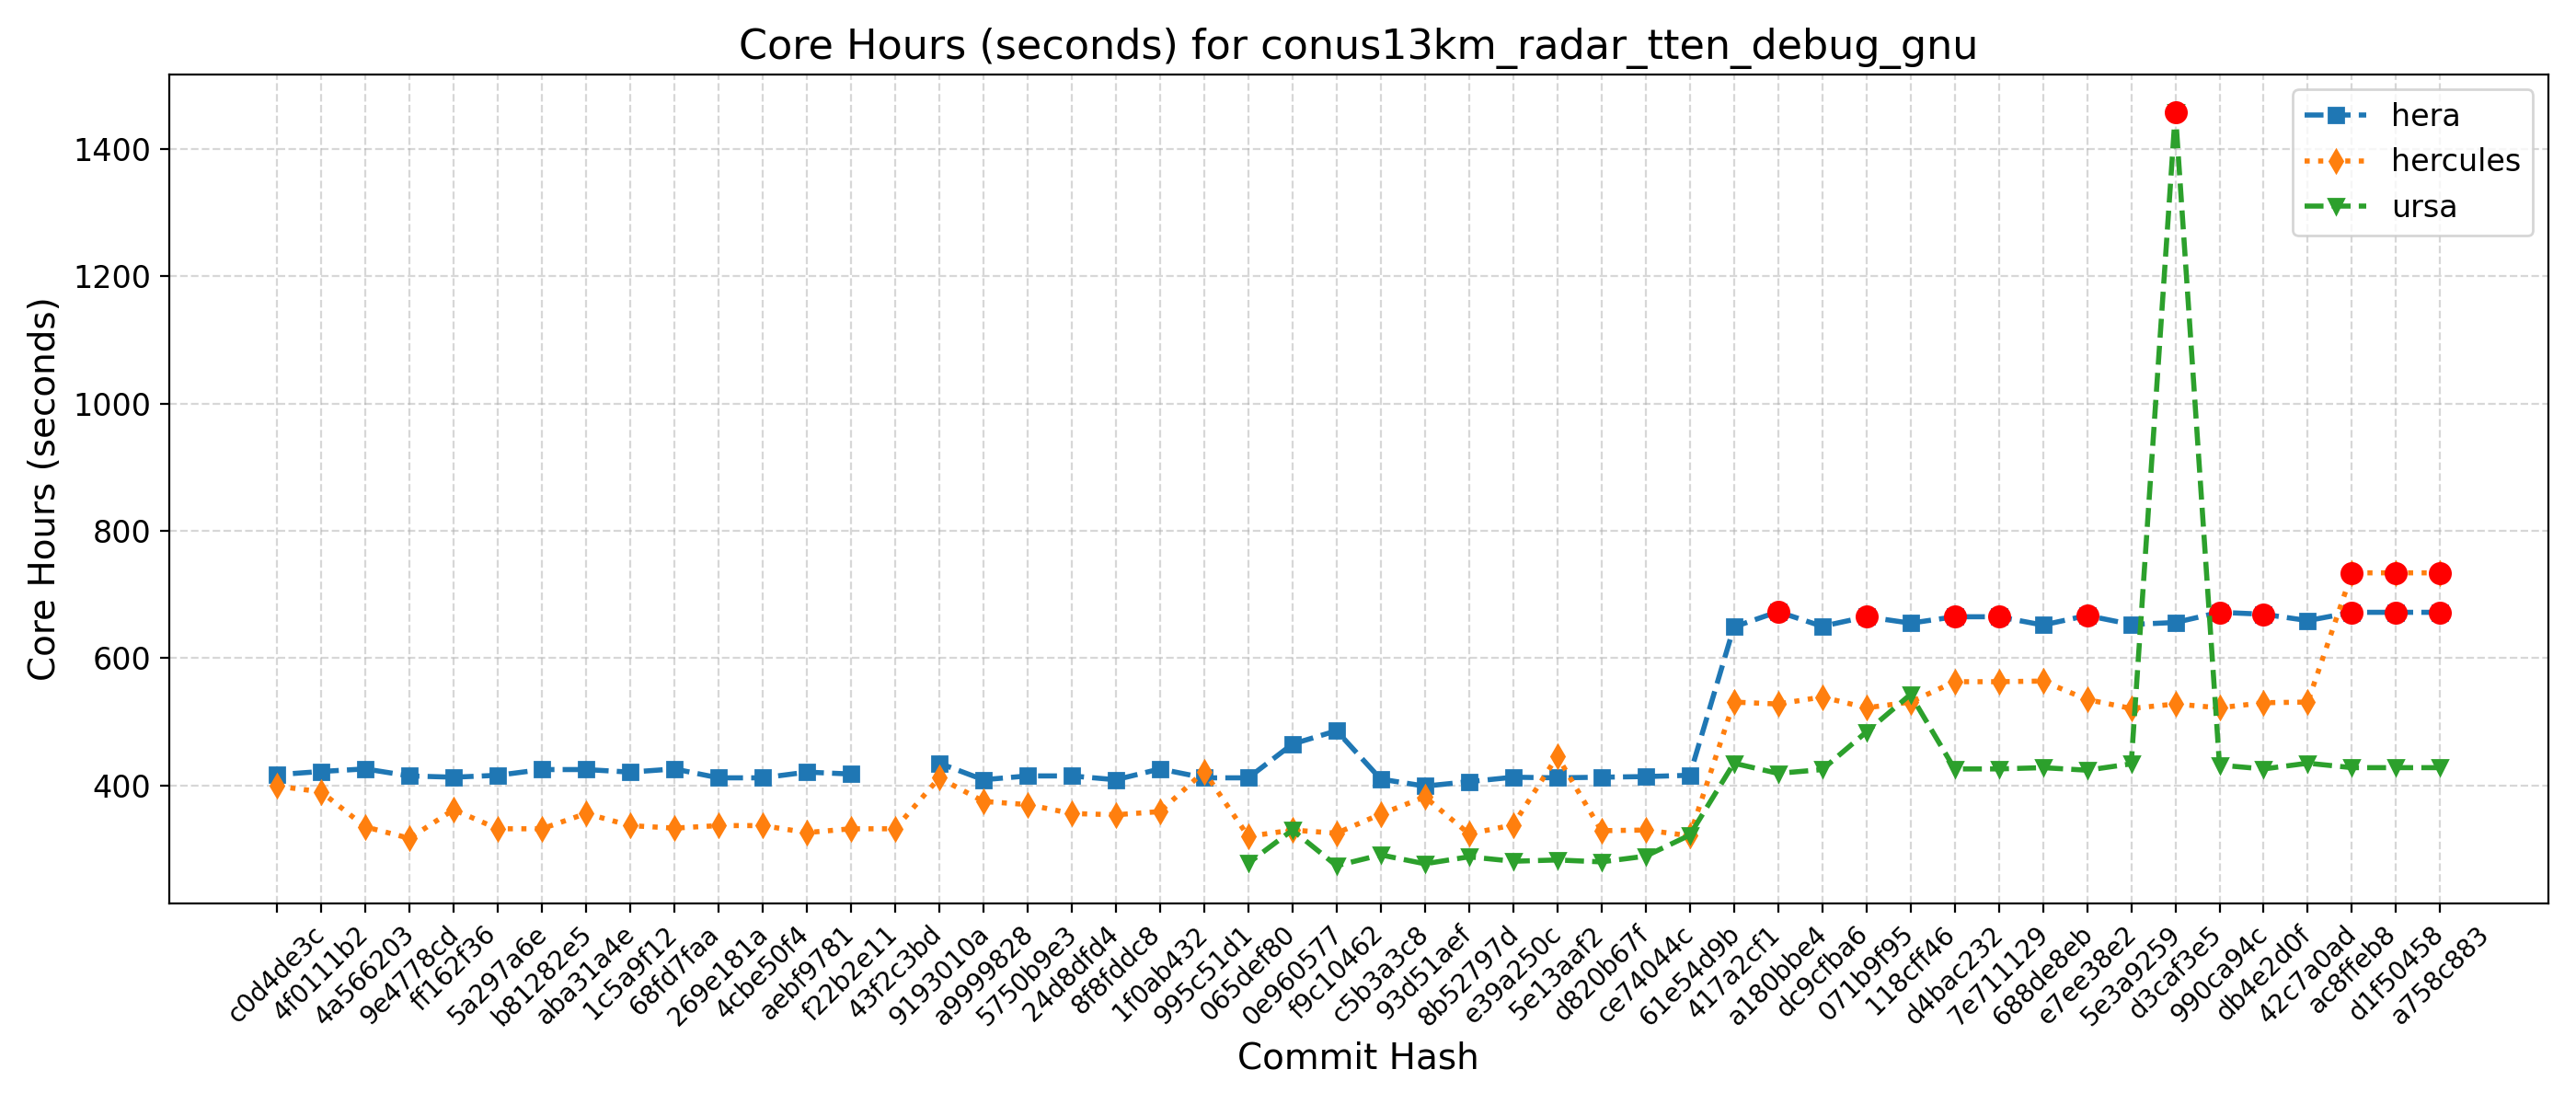 Core Hours (seconds) for conus13km_radar_tten_debug_gnu
hera
hercules
ursa
Core Hours (seconds)
1400
1200
1000
800
600
400
c0d4de3c
4f0111b2
4a566203
9e4778cd
ff162f36
5a297a6e
b81282e5
aba31a4e
1c5a9f12
68fd7faa
269e181a
4cbe50f4
aebf9781
f22b2e11
43f2c3bd
9193010a
a9999828
5750b9e3
24d8dfd4
8f8fddc8
1f0ab432
995c51d1
065def80
0e960577
f9c10462
c5b3a3c8
93d51aef
8b52797d
e39a250c
5e13aaf2
d820b67f
ce74044c
61e54d9b
417a2cf1
a180bbe4
dc9cfba6
071b9f95
118cff46
d4bac232
7e711129
688de8eb
e7ee38e2
5e3a9259
d3caf3e5
990ca94c
db4e2d0f
42c7a0ad
ac8ffeb8
d1f50458
a758c883
Commit Hash